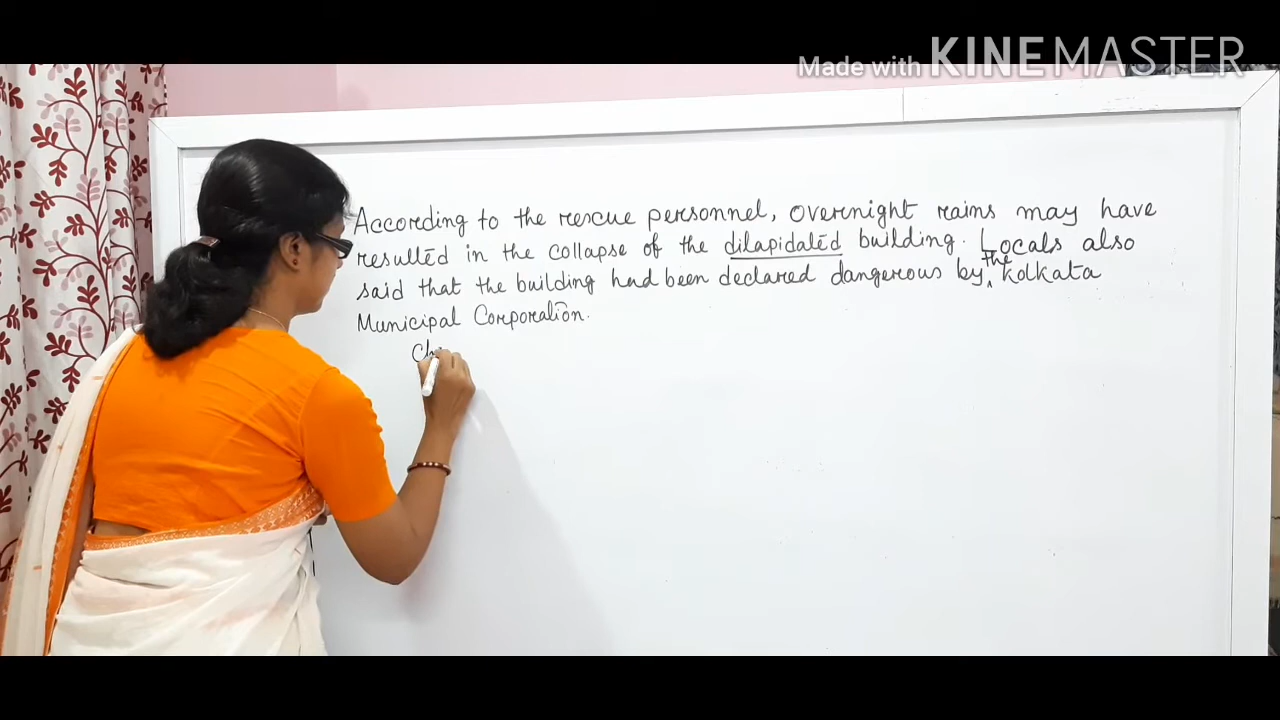 Made with KINEMASTER
According to the rescue personnel, overnight rains may have
resulted in the collapse of the dilapidated building. Locals also
said that the building had been declared dangerous by the Kolkata
Municipal Corporation.